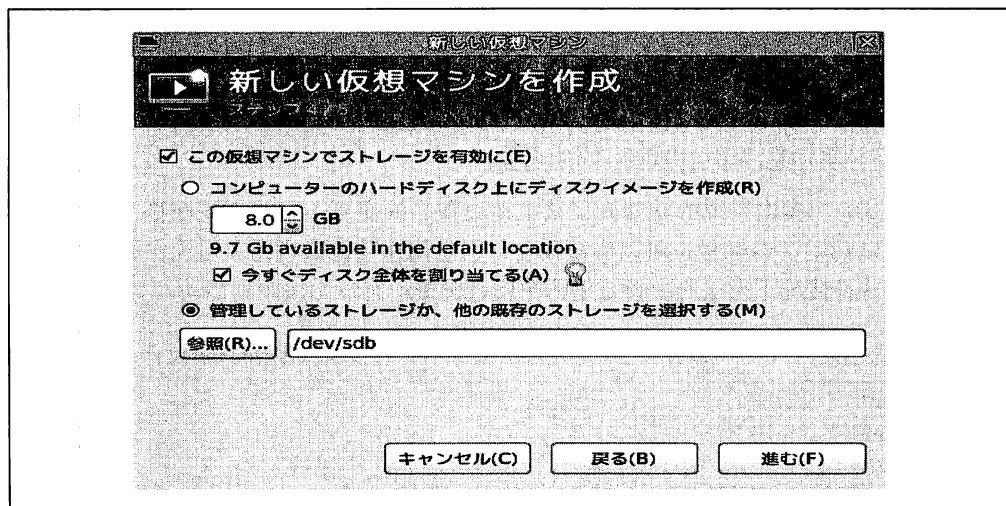 新しい仮想マシン
新しい仮想マシンを作成
この仮想マシンでストレージを有効に(E)
コンピューターのハードディスク上にディスクイメージを作成(R)
8.0 GB
9.7 Gb available in the default location
今すぐディスク全体を割り当てる(A)
管理しているストレージか、他の既存のストレージを選択する(M)
参照(R)... /dev/sdb
キャンセル(C) 戻る(B) 進む(F)